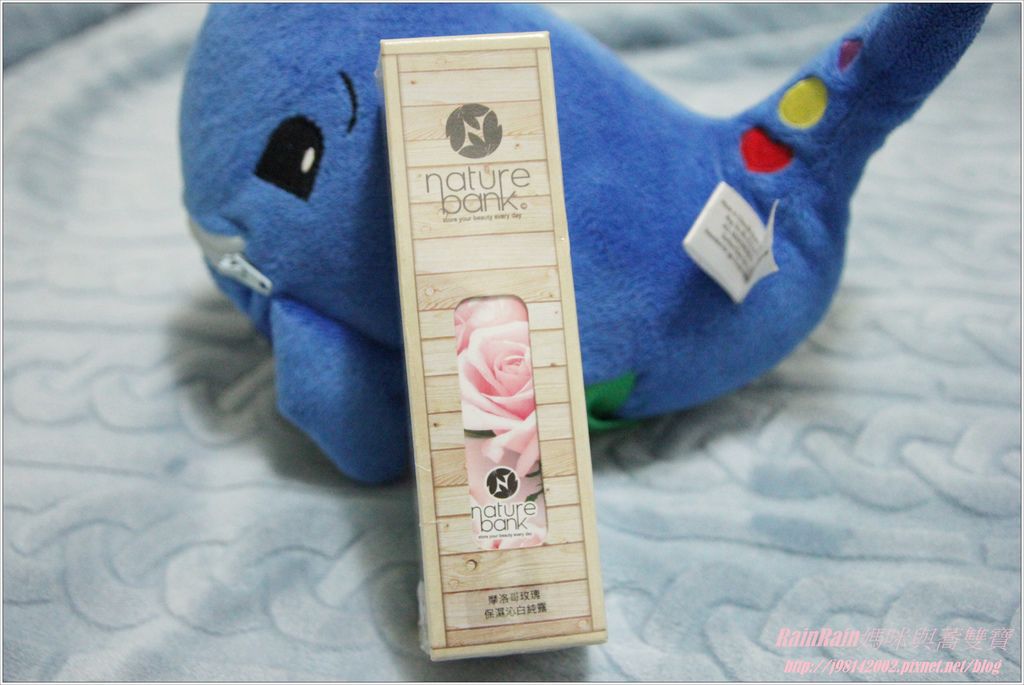 nature
bank
store your beauty every day
nature
bank
store your beauty every day
摩洛哥玫瑰
保濕沁白純露
RainRain媽咪與蕎雙寶
http://j98142002.pixnet.net/blog